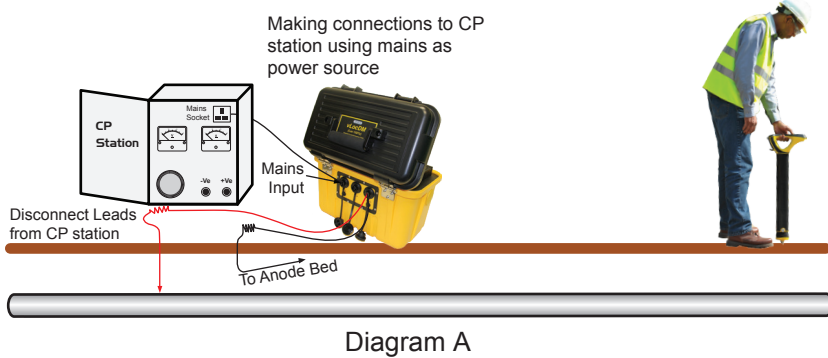 Making connections to CP
station using mains as
power source
Mains
Socket
CP
Station
-Ve +Ve
Mains
Input
Disconnect Leads
from CP station
To Anode Bed
Diagram A